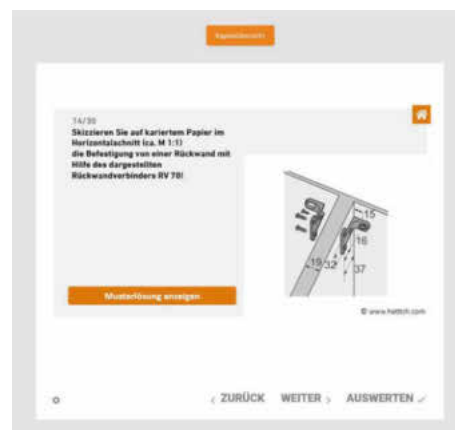 14/30
Skizzieren Sie auf kariertem Papier im
Horizontalschnitt (ca. M 1:1)
die Befestigung von einer Rückwand mit
Hilfe des dargestellten
Rückwandverbinders RV 70!
15
16
19
32
37
Musterlösung anzeigen
© www.hettich.com
‹ ZURÜCK WEITER › AUSWERTEN ✓